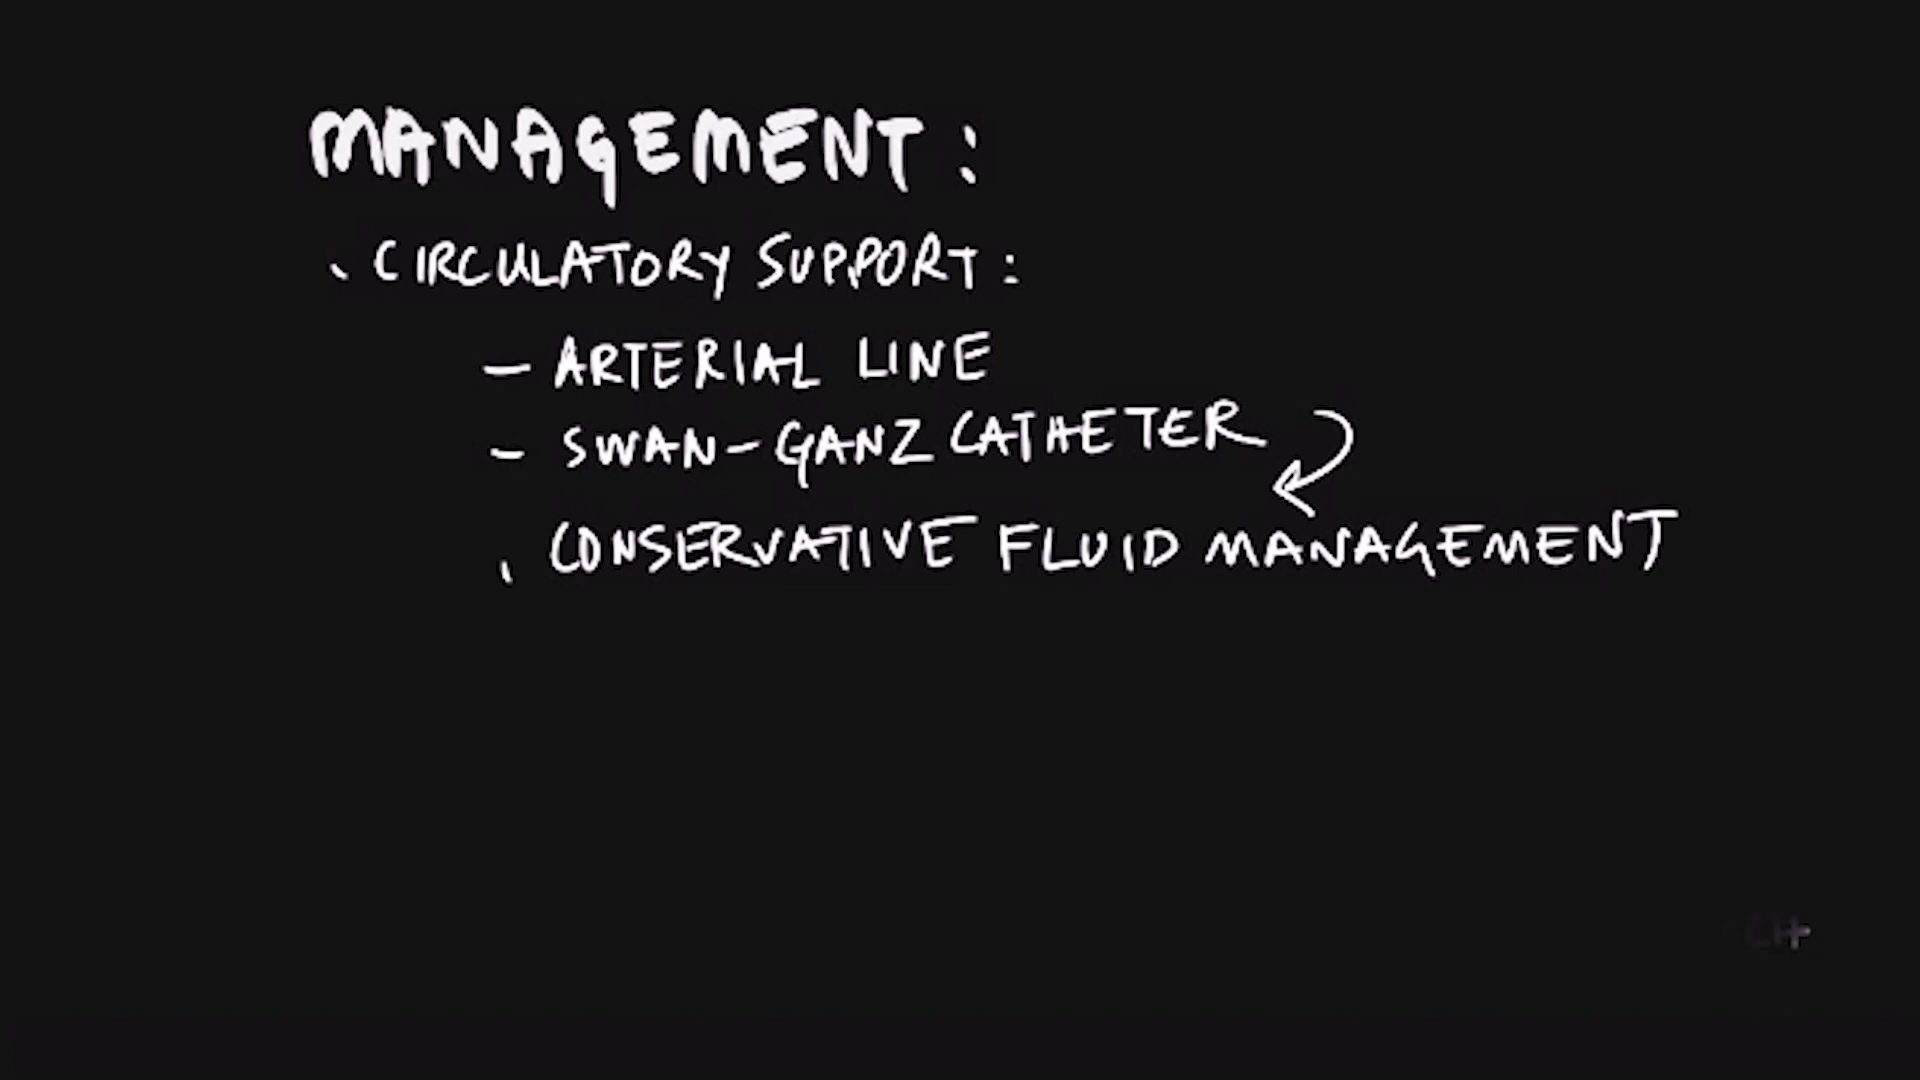 MANAGEMENT:
CIRCULATORY SUPPORT:
- ARTERIAL LINE
- SWAN-GANZ CATHETER
CONSERVATIVE FLUID MANAGEMENT